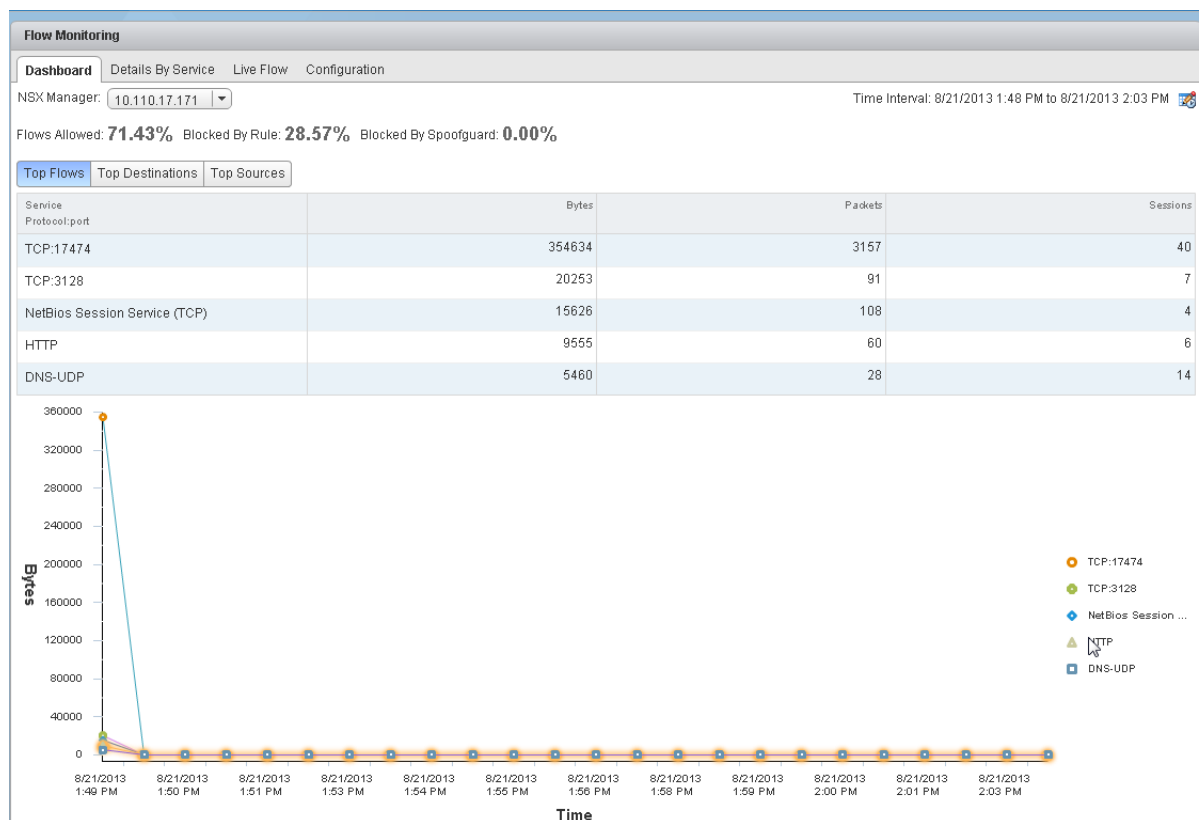 Flow Monitoring
Dashboard Details By Service Live Flow Configuration
NSX Manager: 10.110.17.171 Time Interval: 8/21/2013 1:48 PM to 8/21/2013 2:03 PM
Flows Allowed: 71.43% Blocked By Rule: 28.57% Blocked By Spoofguard: 0.00%
Top Flows Top Destinations Top Sources
Service Bytes Packets Sessions
Protocol:port
TCP:17474 354634 3157 40
TCP:3128 20253 91 7
NetBios Session Service (TCP) 15626 108 4
HTTP 9555 60 6
DNS-UDP 5460 28 14
360000
320000
280000
240000
200000
160000
120000
80000
40000
0
Bytes
TCP:17474
TCP:3128
NetBios Session ...
HTTP
DNS-UDP
8/21/2013 8/21/2013 8/21/2013 8/21/2013 8/21/2013 8/21/2013 8/21/2013 8/21/2013 8/21/2013 8/21/2013 8/21/2013 8/21/2013
1:49 PM 1:50 PM 1:51 PM 1:53 PM 1:54 PM 1:55 PM 1:56 PM 1:58 PM 1:59 PM 2:00 PM 2:01 PM 2:03 PM
Time